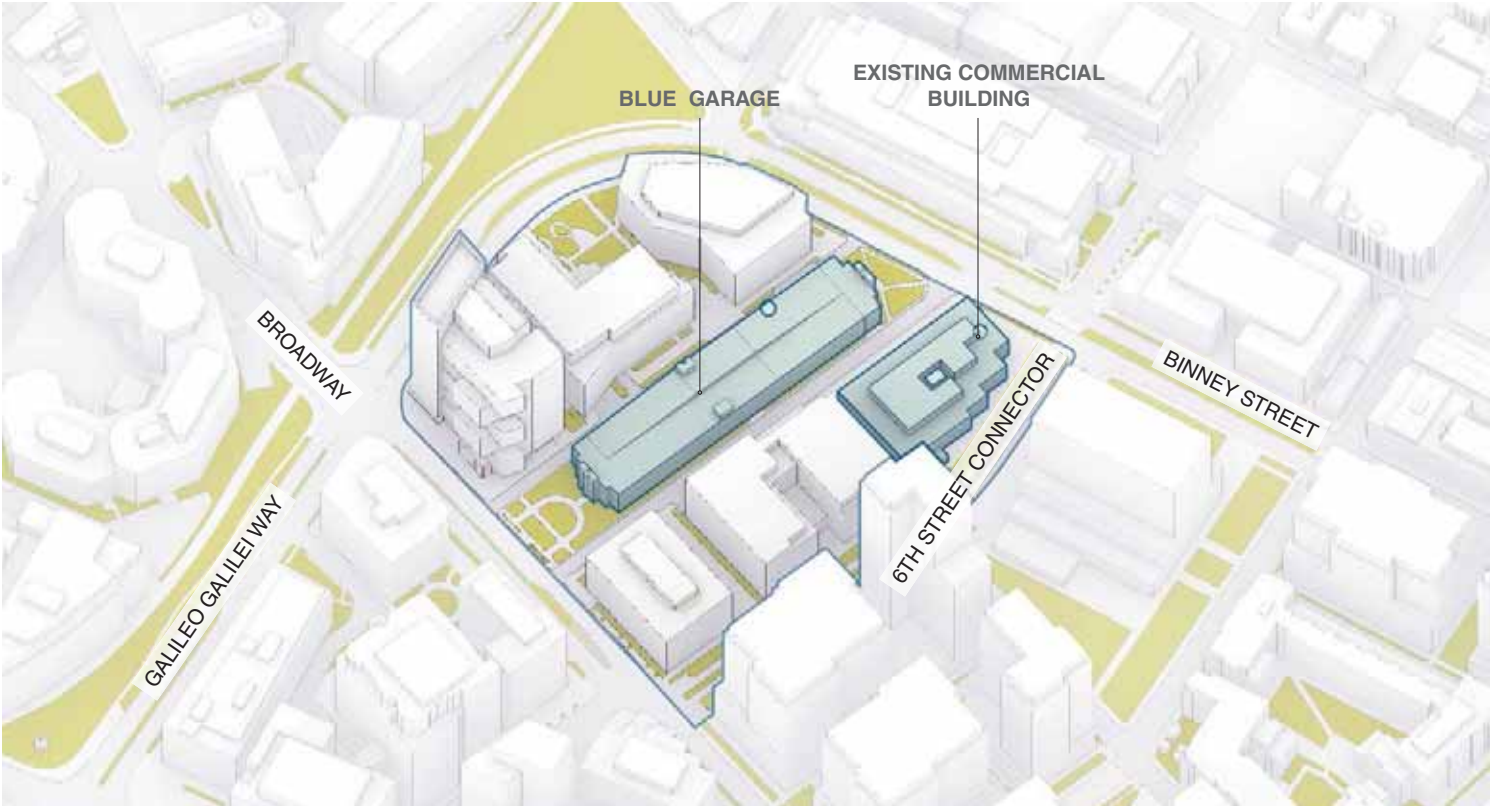 EXISTING COMMERCIAL
BUILDING
BLUE GARAGE
BROADWAY
BINNEY STREET
6TH STREET CONNECTOR
GALILEO GALILEI WAY